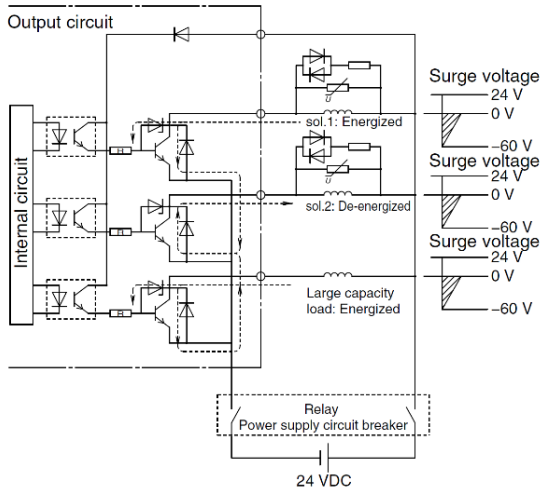 Output circuit
Internal circuit
R
R
R
U
sol.1: Energized
U
sol.2: De-energized
Large capacity
load: Energized
Surge voltage
24 V
0 V
–60 V
Surge voltage
24 V
0 V
–60 V
Surge voltage
24 V
0 V
–60 V
Relay
Power supply circuit breaker
24 VDC